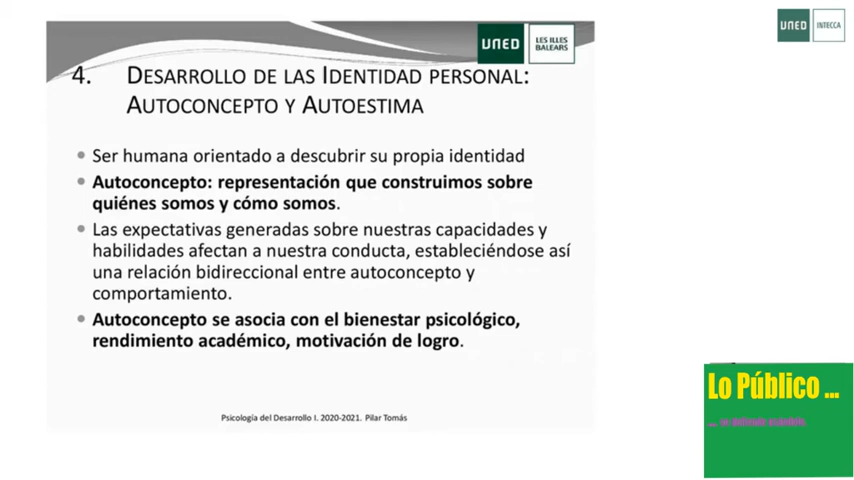 UNED
INTECCA
UNED
LES ILLES
BALEARS
4. DESARROLLO DE LAS IDENTIDAD PERSONAL:
AUTOCONCEPTO Y AUTOESTIMA
Ser humana orientado a descubrir su propia identidad
Autoconcepto: representación que construimos sobre
quiénes somos y cómo somos.
Las expectativas generadas sobre nuestras capacidades y
habilidades afectan a nuestra conducta, estableciéndose así
una relación bidireccional entre autoconcepto y
comportamiento.
Autoconcepto se asocia con el bienestar psicológico,
rendimiento académico, motivación de logro.
Psicología del Desarrollo I. 2020-2021. Pilar Tomás
Lo Público ...